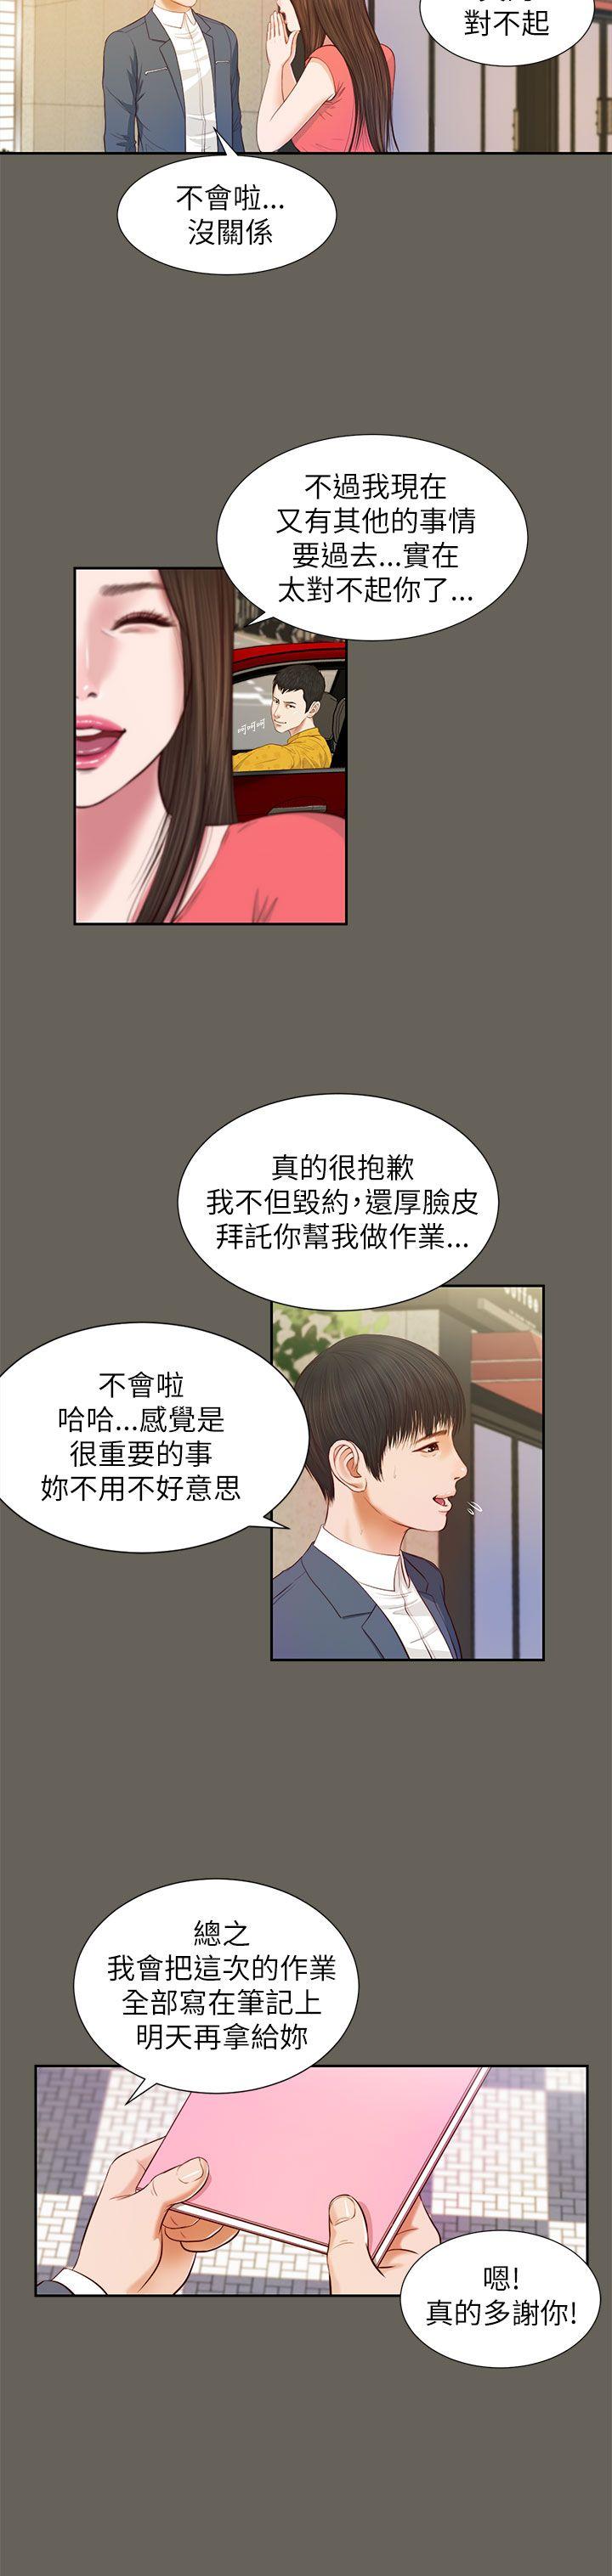 對不起
不會啦...
沒關係
不過我現在
又有其他的事情
要過去...實在
太對不起你了...
呵呵呵
真的很抱歉
我不但毀約，還厚臉皮
拜託你幫我做作業...
coffee
不會啦
哈哈...感覺是
很重要的事
妳不用不好意思
總之
我會把這次的作業
全部寫在筆記上
明天再拿給妳
嗯!
真的多謝你!